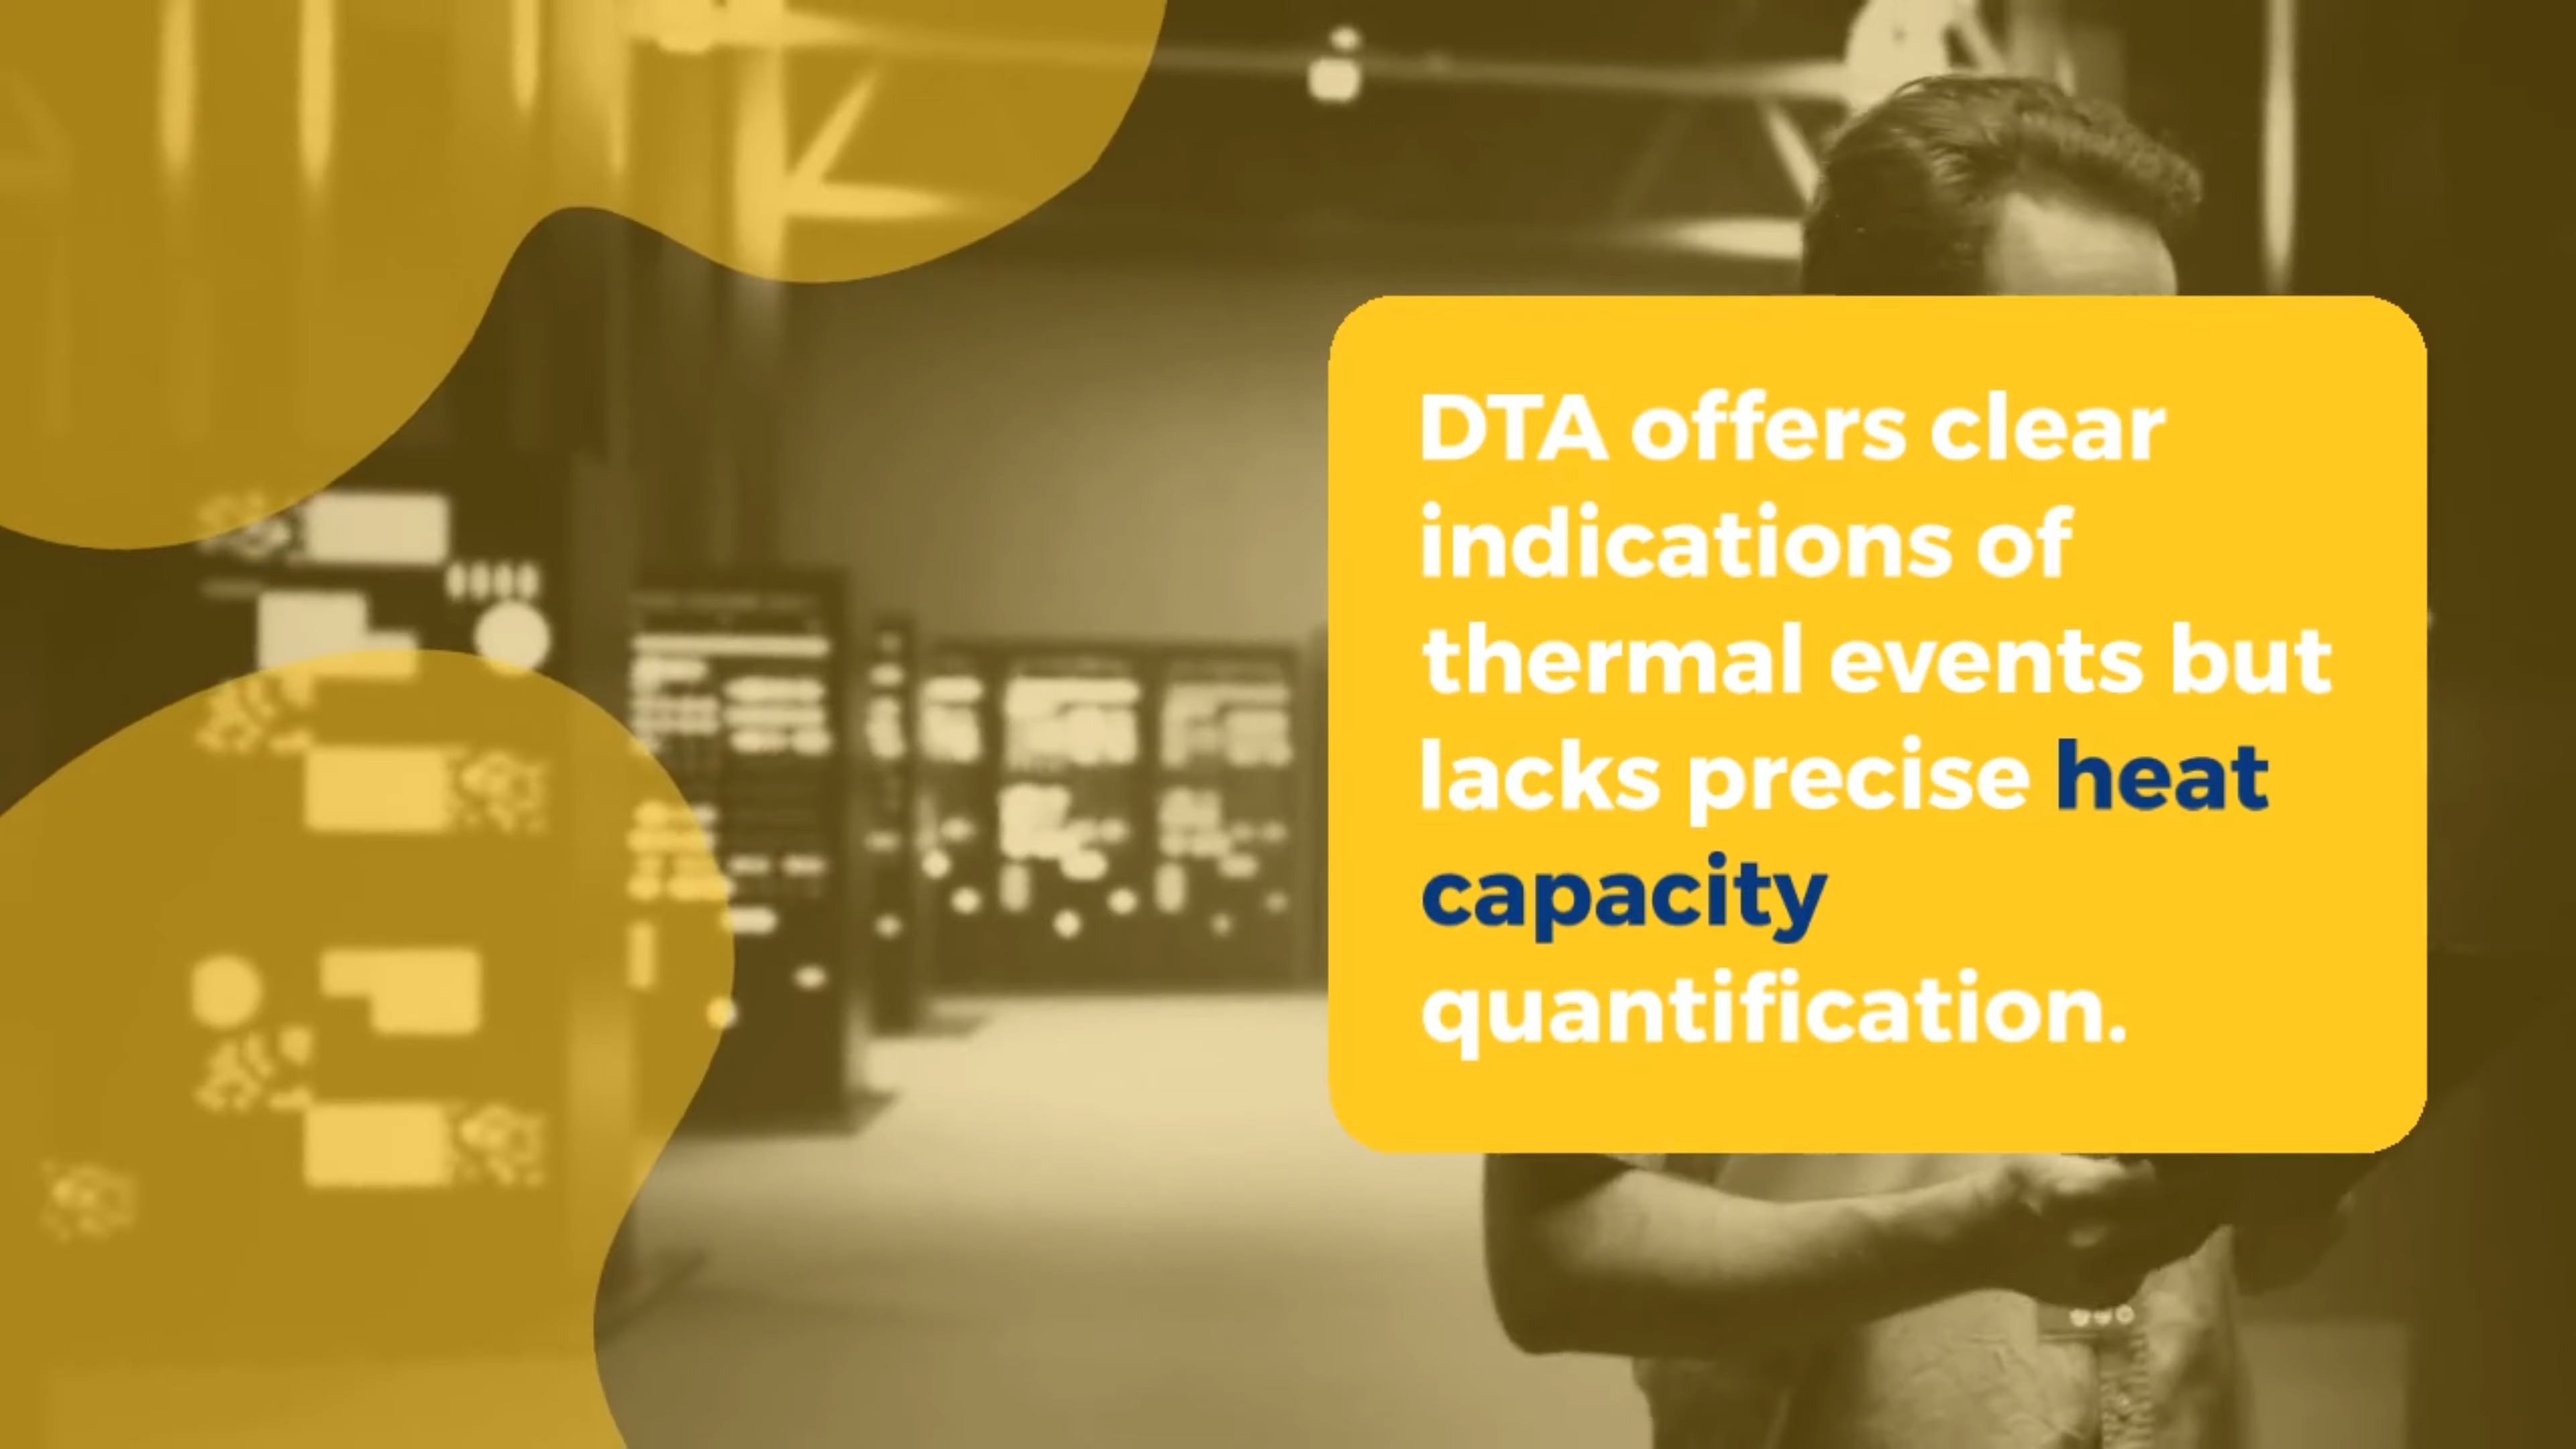 DTA offers clear
indications of
thermal events but
lacks precise heat
capacity
quantification.